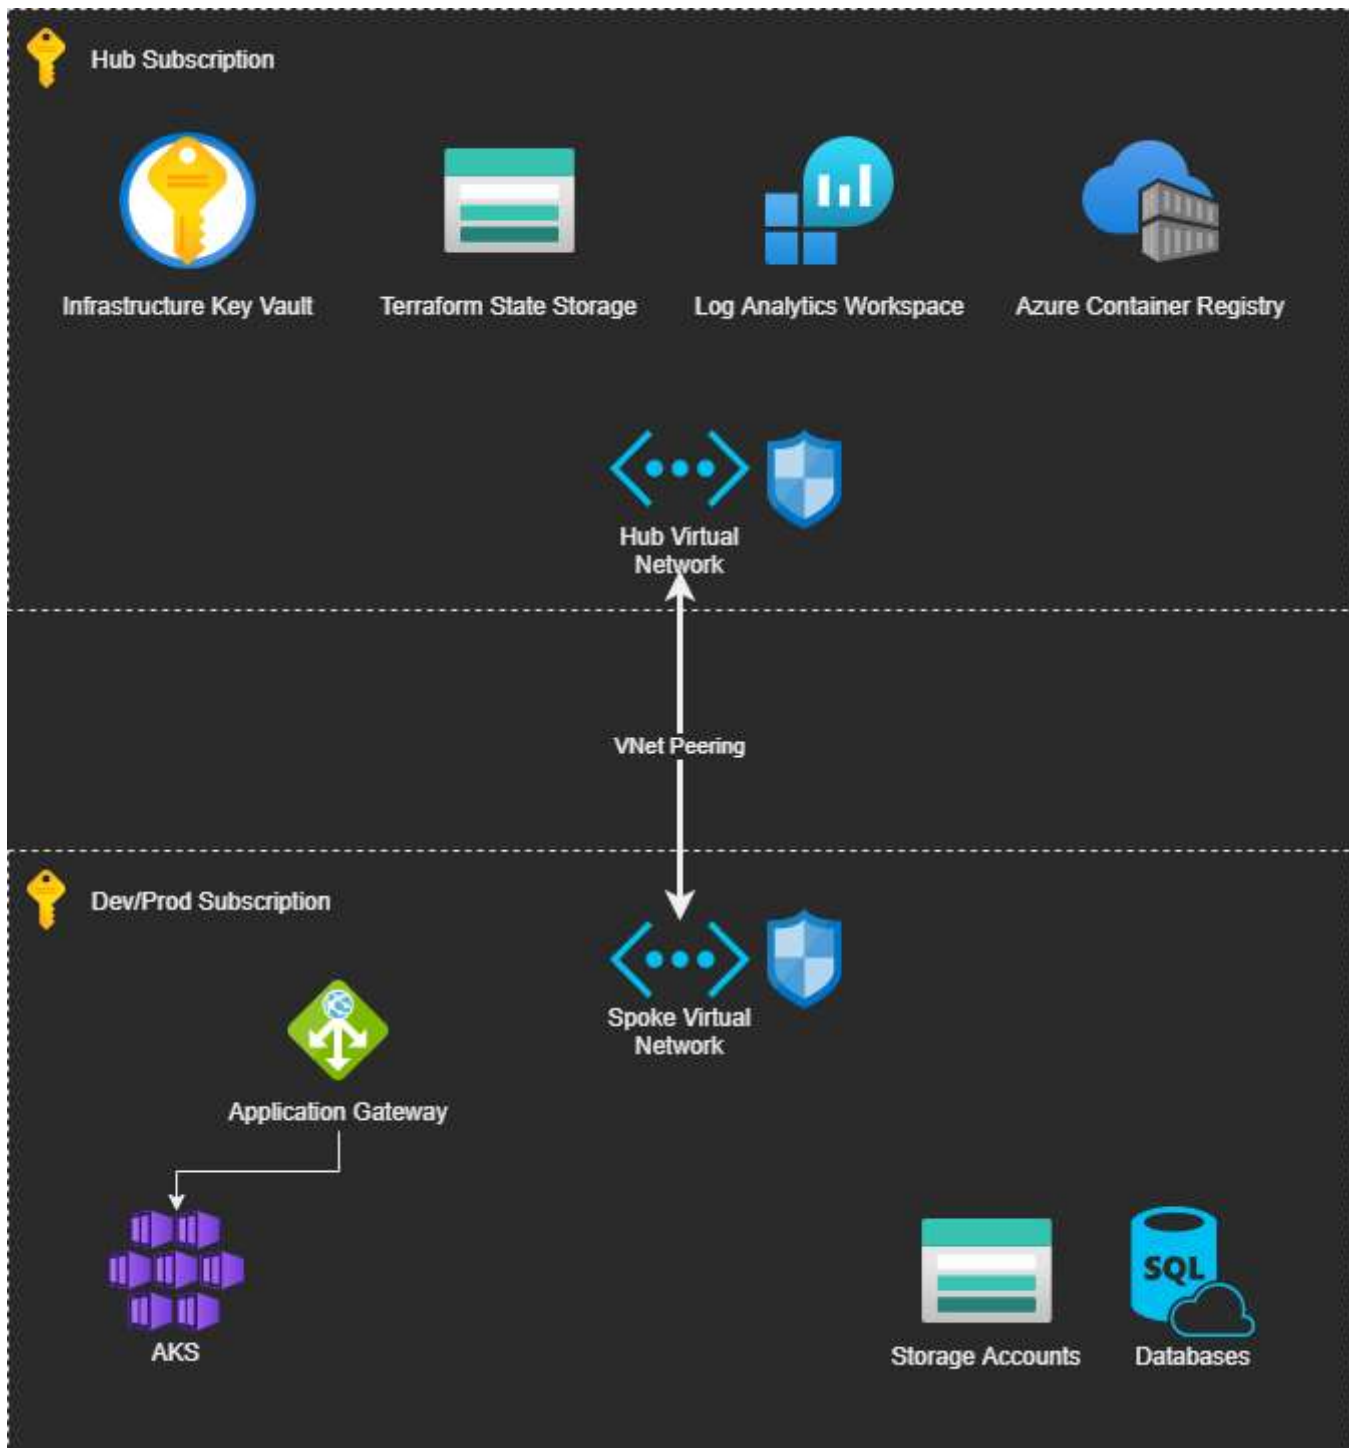 Hub Subscription
Infrastructure Key Vault
Terraform State Storage
Log Analytics Workspace
Azure Container Registry
Hub Virtual
Network
VNet Peering
Dev/Prod Subscription
Spoke Virtual
Network
Application Gateway
AKS
SQL
Storage Accounts
Databases